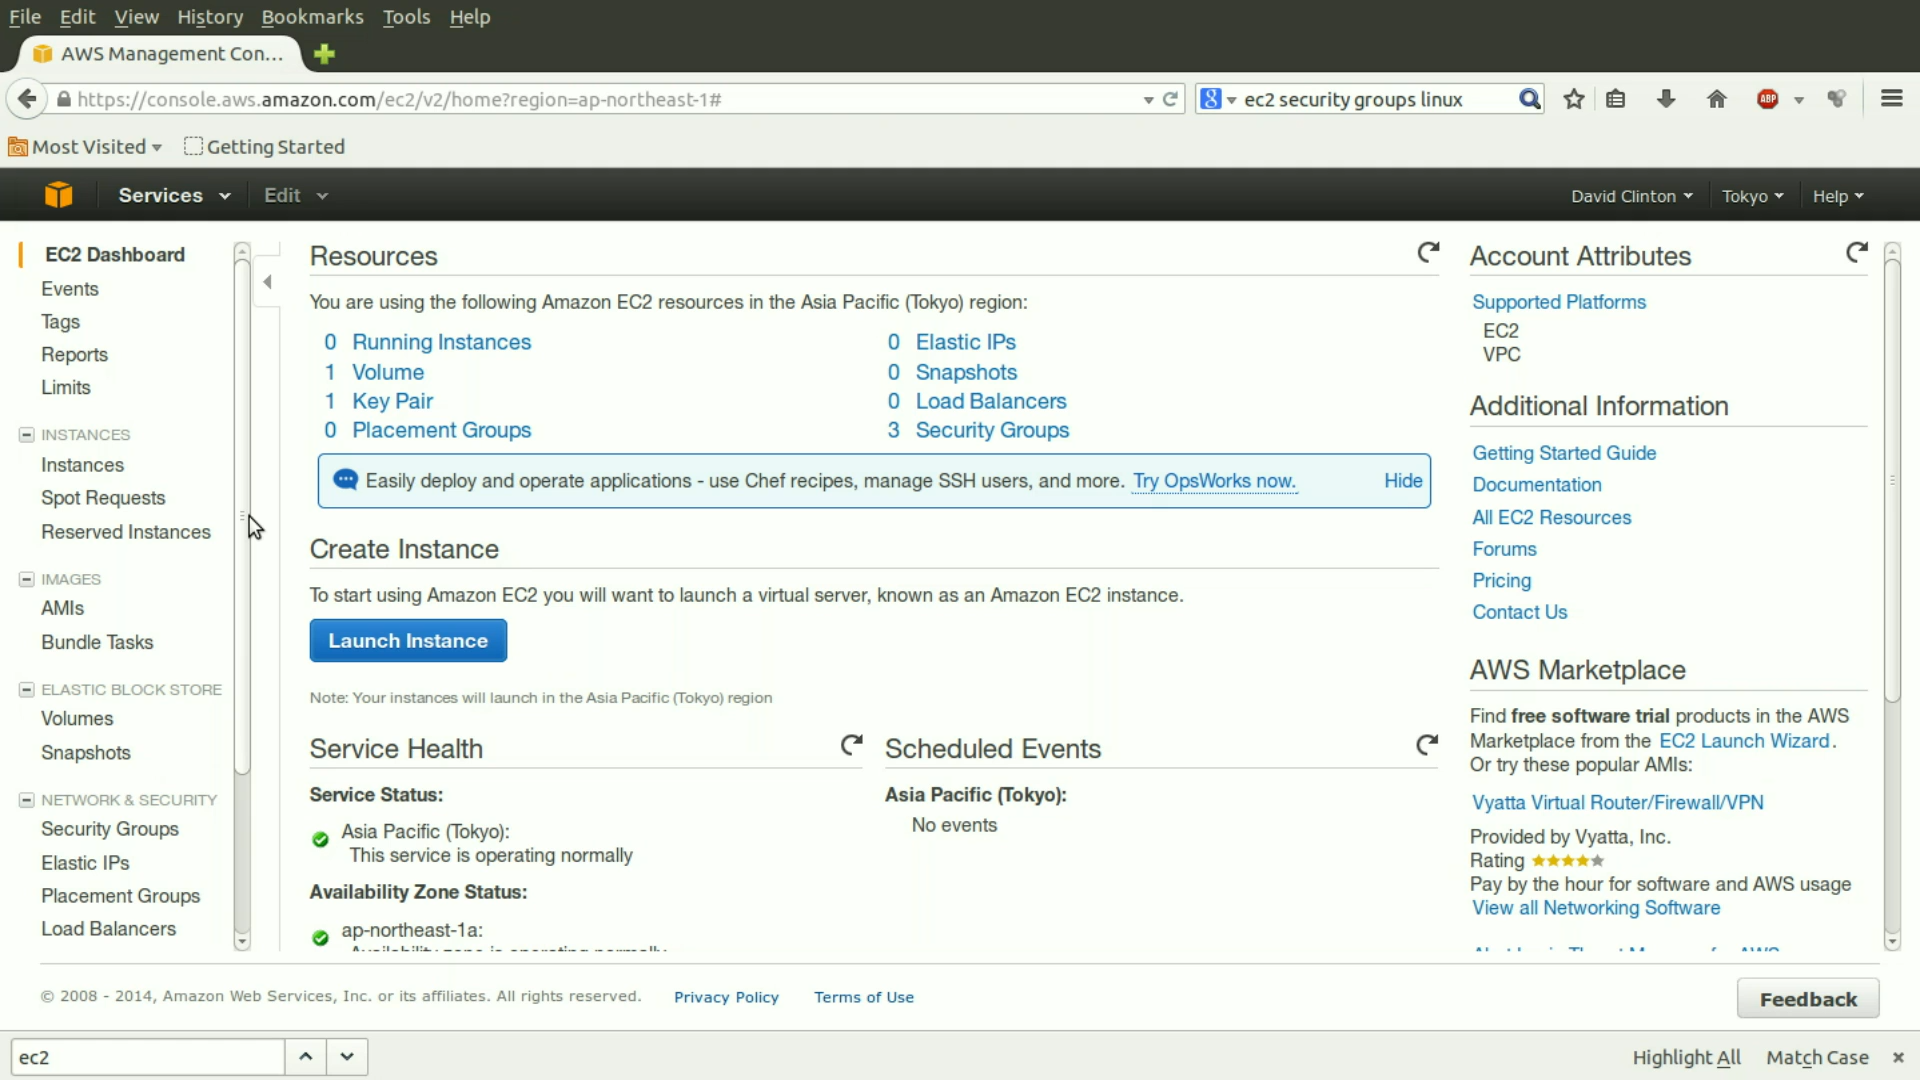 File Edit View History Bookmarks Tools Help
AWS Management Con...
https://console.aws.amazon.com/ec2/v2/home?region=ap-northeast-1#
ec2 security groups linux
ABP
Most Visited
Getting Started
Services
Edit
David Clinton
Tokyo
Help
EC2 Dashboard
Events
Tags
Reports
Limits
INSTANCES
Instances
Spot Requests
Reserved Instances
IMAGES
AMIs
Bundle Tasks
ELASTIC BLOCK STORE
Volumes
Snapshots
NETWORK & SECURITY
Security Groups
Elastic IPs
Placement Groups
Load Balancers
Resources
You are using the following Amazon EC2 resources in the Asia Pacific (Tokyo) region:
0 Running Instances
1 Volume
1 Key Pair
0 Placement Groups
0 Elastic IPs
0 Snapshots
0 Load Balancers
3 Security Groups
Easily deploy and operate applications - use Chef recipes, manage SSH users, and more. Try OpsWorks now.
Hide
Create Instance
To start using Amazon EC2 you will want to launch a virtual server, known as an Amazon EC2 instance.
Launch Instance
Note: Your instances will launch in the Asia Pacific (Tokyo) region
Service Health
Service Status:
Asia Pacific (Tokyo):
This service is operating normally
Availability Zone Status:
ap-northeast-1a:
Availability zone is operating normally
Scheduled Events
Asia Pacific (Tokyo):
No events
Account Attributes
Supported Platforms
EC2
VPC
Additional Information
Getting Started Guide
Documentation
All EC2 Resources
Forums
Pricing
Contact Us
AWS Marketplace
Find free software trial products in the AWS
Marketplace from the EC2 Launch Wizard.
Or try these popular AMIs:
Vyatta Virtual Router/Firewall/VPN
Provided by Vyatta, Inc.
Rating
Pay by the hour for software and AWS usage
View all Networking Software
© 2008 - 2014, Amazon Web Services, Inc. or its affiliates. All rights reserved.
Privacy Policy
Terms of Use
Feedback
ec2
Highlight All
Match Case